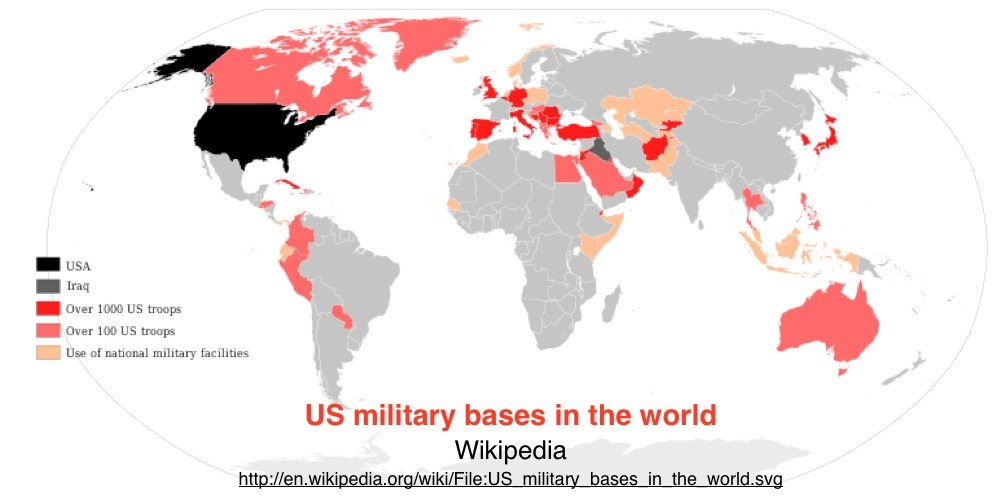 USA
Iraq
Over 1000 US troops
Over 100 US troops
Use of national military facilities
US military bases in the world
Wikipedia
http://en.wikipedia.org/wiki/File:US_military_bases_in_the_world.svg